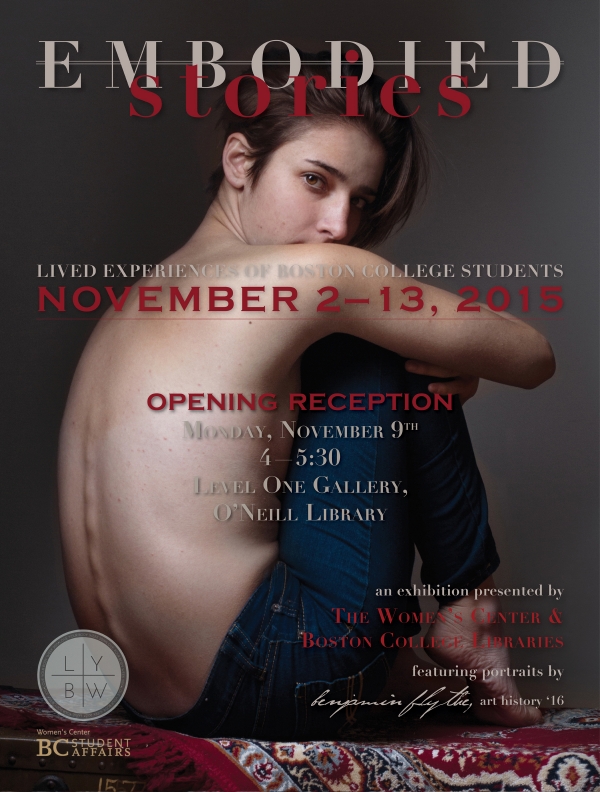 EMBODIED
stories
LIVED EXPERIENCES OF BOSTON COLLEGE STUDENTS
NOVEMBER 2–13, 2015
OPENING RECEPTION
Monday, November 9TH
4—5:30
Level One Gallery,
O'Neill Library
an exhibition presented by
The Women's Center &
Boston College Libraries
featuring portraits by
benjamin flythe, art history '16
L Y
B W
Women's Center
BC STUDENT
AFFAIRS
157